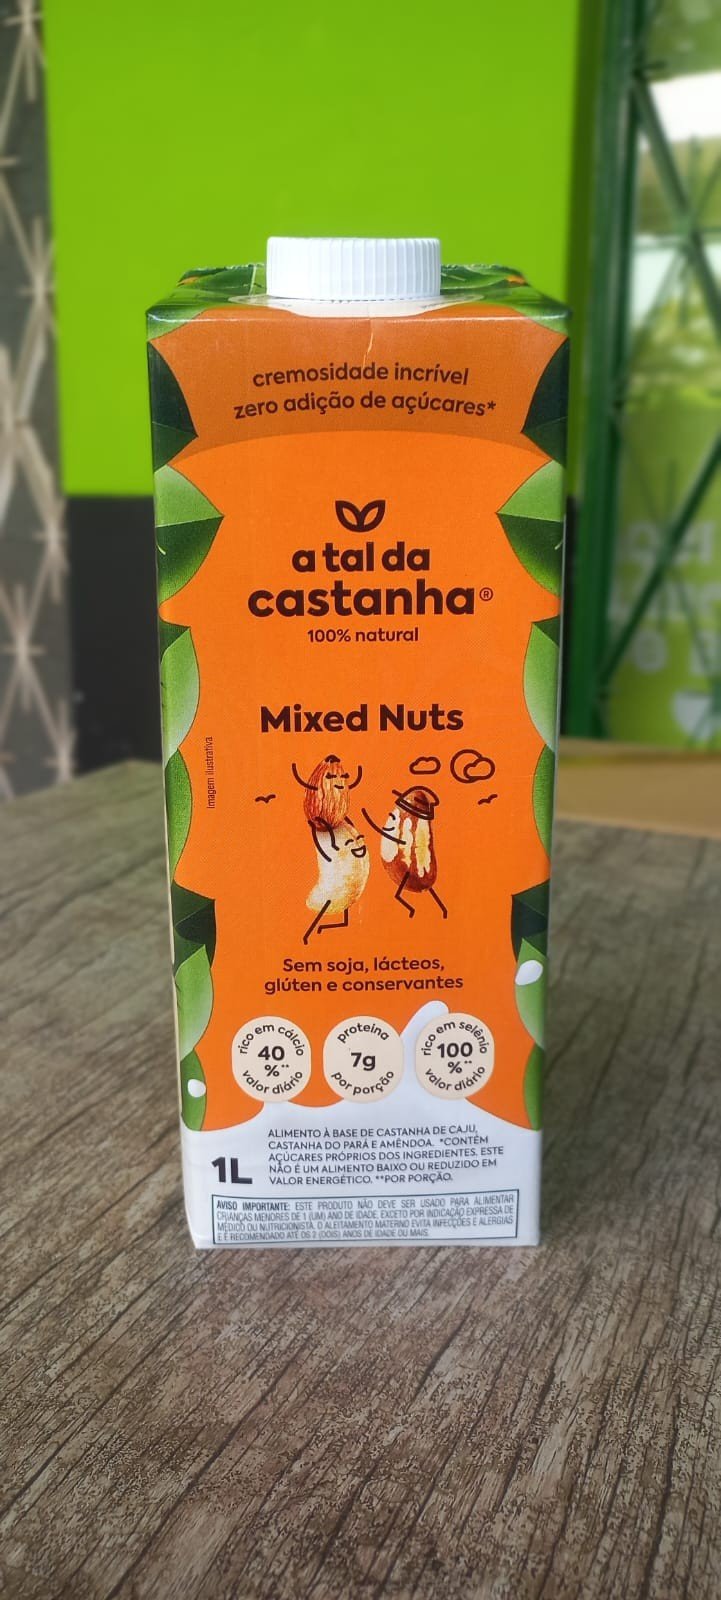 cremosidade incrível
zero adição de açúcares*
a tal da
castanha®
100% natural
Mixed Nuts
Imagem ilustrativa
Sem soja, lácteos,
glúten e conservantes
rico em cálcio
40
%**
valor diário
proteína
7g
por porção
rico em selênio
100
%**
valor diário
1L
ALIMENTO À BASE DE CASTANHA DE CAJU,
CASTANHA DO PARÁ E AMÊNDOA. *CONTÉM
AÇÚCARES PRÓPRIOS DOS INGREDIENTES. ESTE
NÃO É UM ALIMENTO BAIXO OU REDUZIDO EM
VALOR ENERGÉTICO. **POR PORÇÃO.
AVISO IMPORTANTE: ESTE PRODUTO NÃO DEVE SER USADO PARA ALIMENTAR
CRIANÇAS MENORES DE 1 (UM) ANO DE IDADE, EXCETO POR INDICAÇÃO EXPRESSA DE
MÉDICO OU NUTRICIONISTA. O ALEITAMENTO MATERNO EVITA INFECÇÕES E ALERGIAS
E É RECOMENDADO ATÉ OS 2 (DOIS) ANOS DE IDADE OU MAIS.